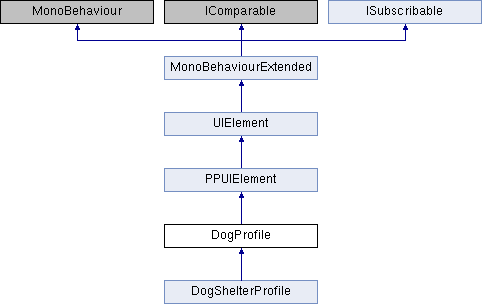 MonoBehaviour
IComparable
ISubscribable
MonoBehaviourExtended
UIElement
PPUIElement
DogProfile
DogShelterProfile